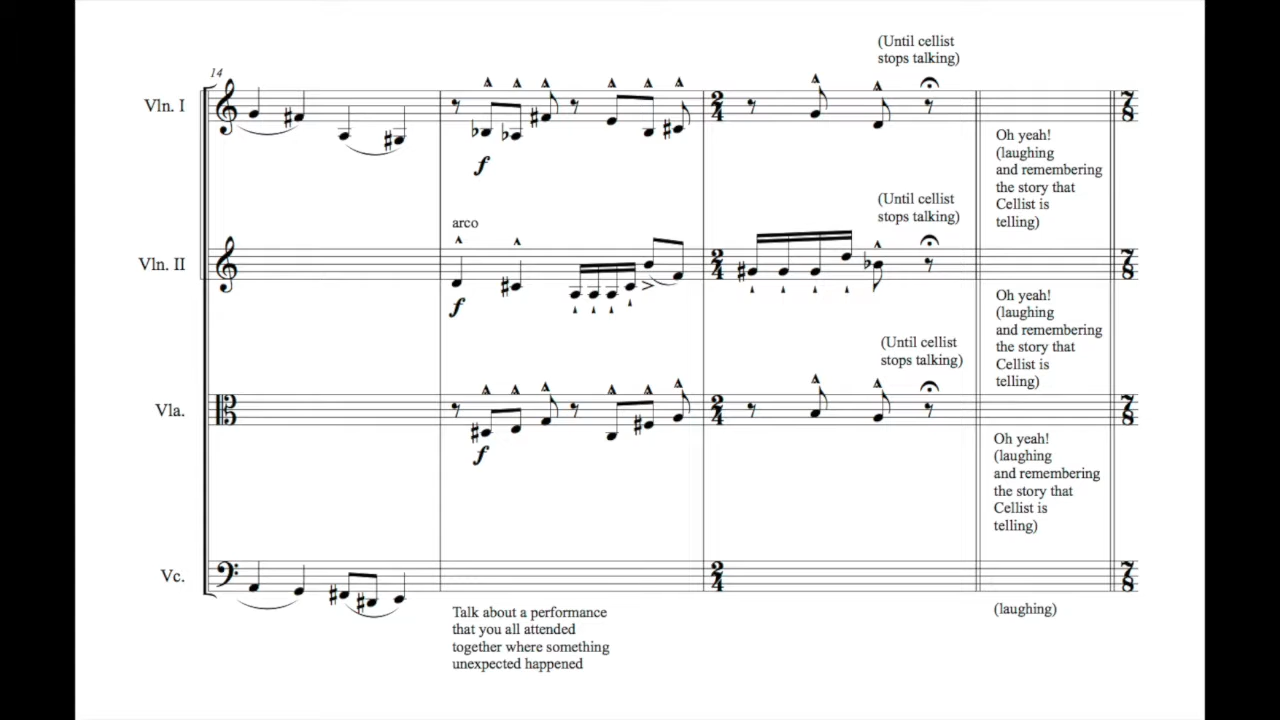 14
Vln. I
(Until cellist
stops talking)
f
2
4
7
8
Oh yeah!
(laughing
and remembering
the story that
Cellist is
telling)
Vln. II
arco
f
(Until cellist
stops talking)
2
4
7
8
Oh yeah!
(laughing
and remembering
the story that
Cellist is
telling)
Vla.
f
(Until cellist
stops talking)
2
4
7
8
Oh yeah!
(laughing
and remembering
the story that
Cellist is
telling)
Vc.
2
4
7
8
Talk about a performance
that you all attended
together where something
unexpected happened
(laughing)